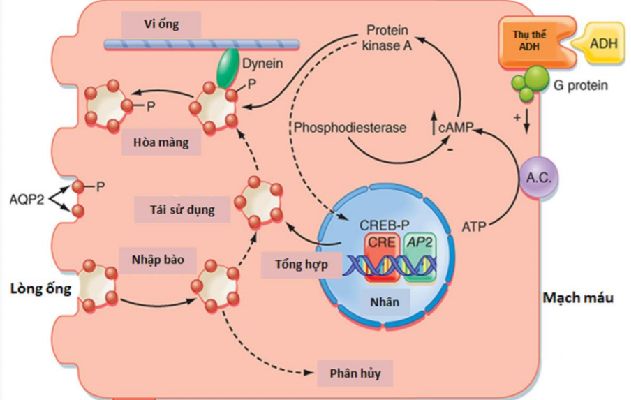 Vi ống
Dynein
P
P
Hòa màng
AQP2
P
Tái sử dụng
Nhập bào
Lòng ống
Phân hủy
Tổng hợp
Protein
kinase A
Phosphodiesterase
cAMP
+
-
ATP
A.C.
G protein
Thụ thể
ADH
ADH
CREB-P
CRE
AP2
Nhân
Mạch máu